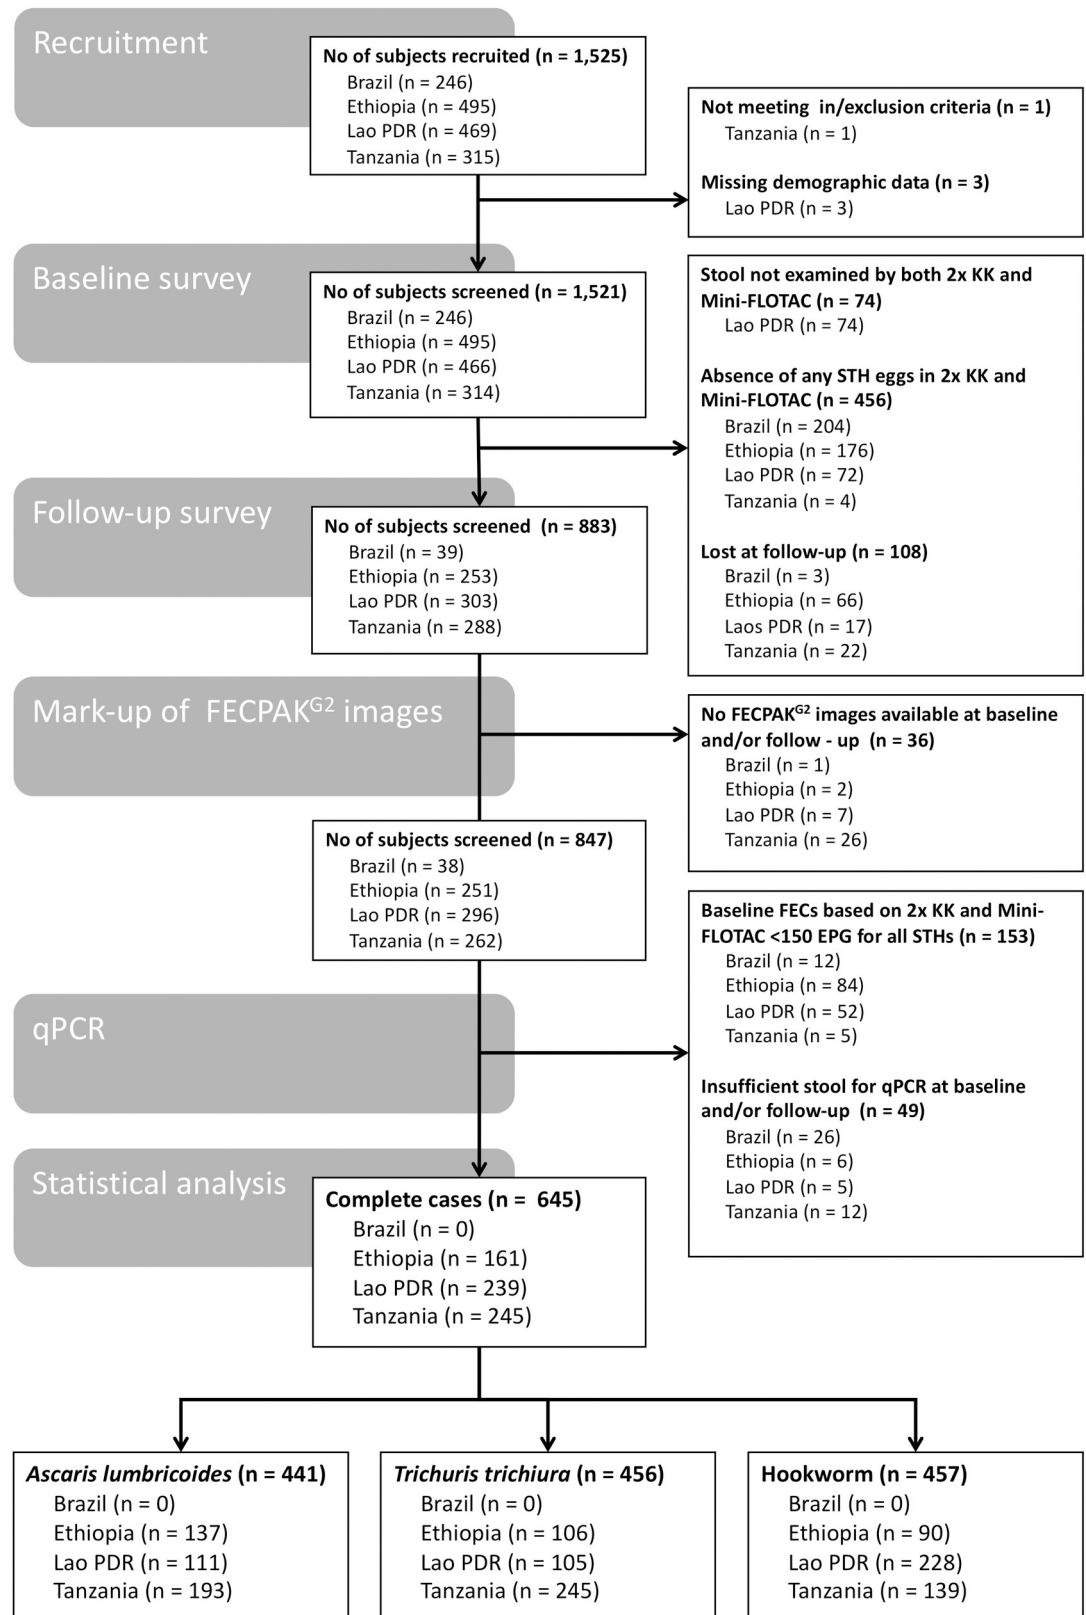 Recruitment
No of subjects recruited (n = 1,525)
Brazil (n = 246)
Ethiopia (n = 495)
Lao PDR (n = 469)
Tanzania (n = 315)
Not meeting in/exclusion criteria (n = 1)
Tanzania (n = 1)
Missing demographic data (n = 3)
Lao PDR (n = 3)
Baseline survey
No of subjects screened (n = 1,521)
Brazil (n = 246)
Ethiopia (n = 495)
Lao PDR (n = 466)
Tanzania (n = 314)
Stool not examined by both 2x KK and
Mini-FLOTAC (n = 74)
Lao PDR (n = 74)
Absence of any STH eggs in 2x KK and
Mini-FLOTAC (n = 456)
Brazil (n = 204)
Ethiopia (n = 176)
Lao PDR (n = 72)
Tanzania (n = 4)
Lost at follow-up (n = 108)
Brazil (n = 3)
Ethiopia (n = 66)
Laos PDR (n = 17)
Tanzania (n = 22)
Follow-up survey
No of subjects screened (n = 883)
Brazil (n = 39)
Ethiopia (n = 253)
Lao PDR (n = 303)
Tanzania (n = 288)
Mark-up of FECPAKG2 images
No FECPAKG2 images available at baseline
and/or follow - up (n = 36)
Brazil (n = 1)
Ethiopia (n = 2)
Lao PDR (n = 7)
Tanzania (n = 26)
No of subjects screened (n = 847)
Brazil (n = 38)
Ethiopia (n = 251)
Lao PDR (n = 296)
Tanzania (n = 262)
Baseline FECs based on 2x KK and Mini-
FLOTAC <150 EPG for all STHs (n = 153)
Brazil (n = 12)
Ethiopia (n = 84)
Lao PDR (n = 52)
Tanzania (n = 5)
Insufficient stool for qPCR at baseline
and/or follow-up (n = 49)
Brazil (n = 26)
Ethiopia (n = 6)
Lao PDR (n = 5)
Tanzania (n = 12)
qPCR
Statistical analysis
Complete cases (n = 645)
Brazil (n = 0)
Ethiopia (n = 161)
Lao PDR (n = 239)
Tanzania (n = 245)
Ascaris lumbricoides (n = 441)
Brazil (n = 0)
Ethiopia (n = 137)
Lao PDR (n = 111)
Tanzania (n = 193)
Trichuris trichiura (n = 456)
Brazil (n = 0)
Ethiopia (n = 106)
Lao PDR (n = 105)
Tanzania (n = 245)
Hookworm (n = 457)
Brazil (n = 0)
Ethiopia (n = 90)
Lao PDR (n = 228)
Tanzania (n = 139)